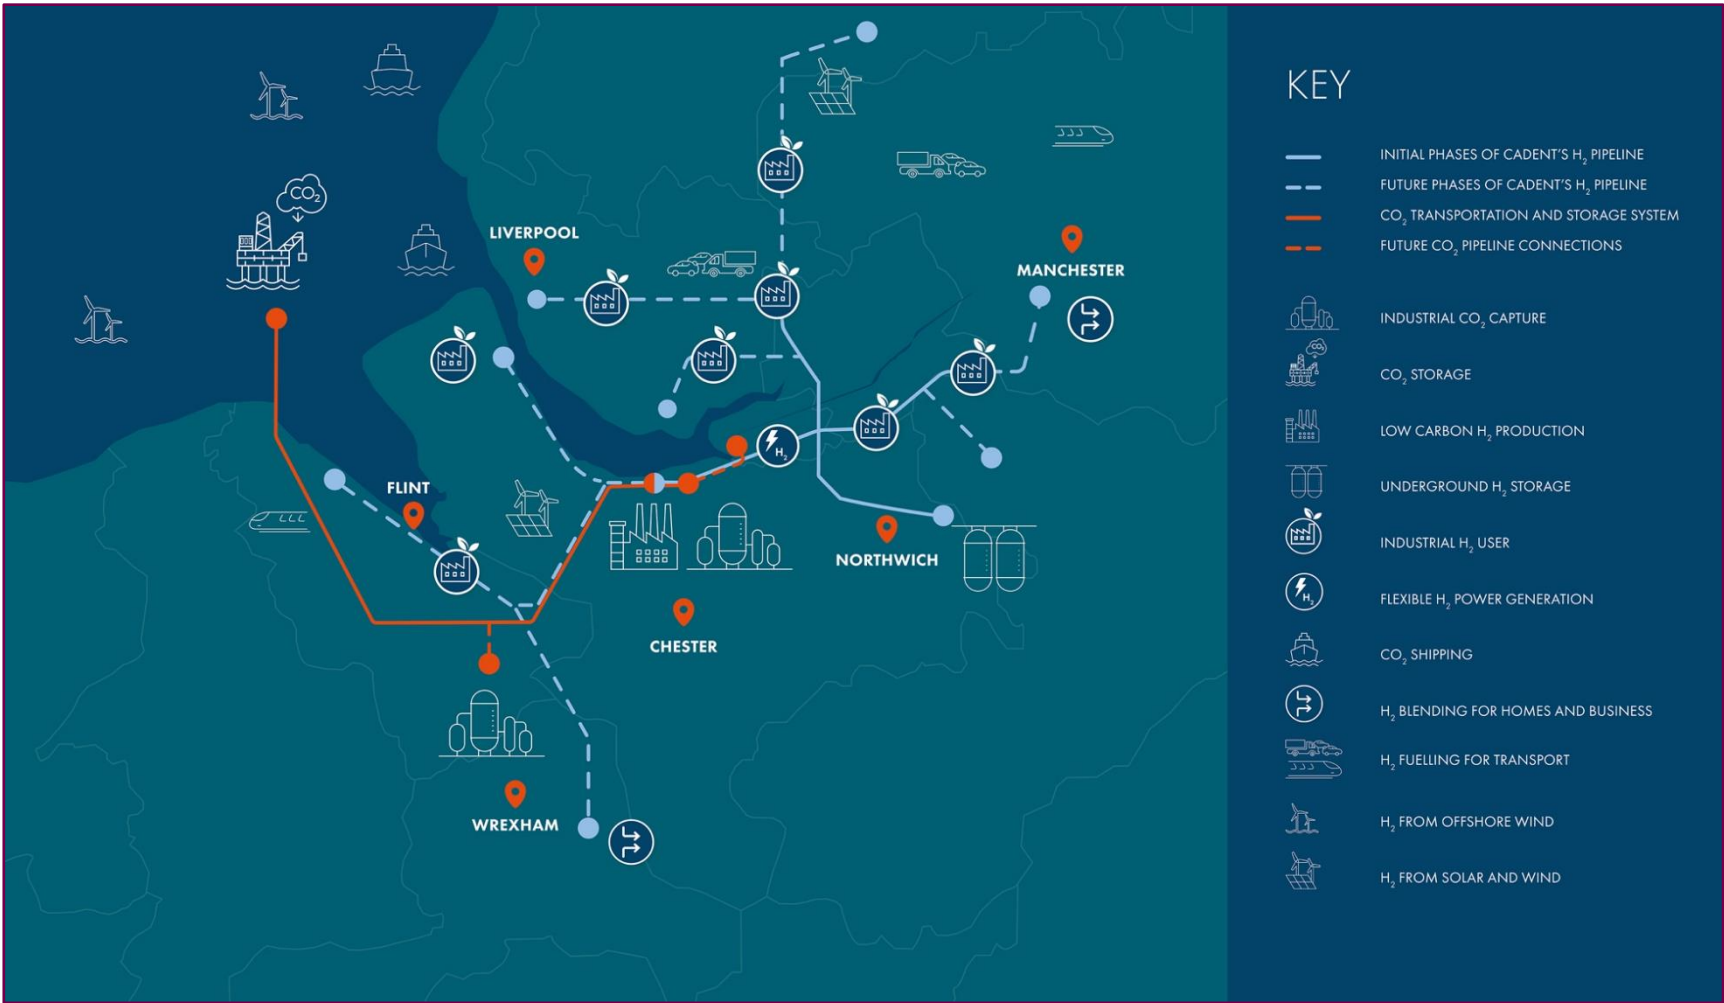 CO₂
LIVERPOOL
MANCHESTER
FLINT
H₂
NORTHWICH
CHESTER
WREXHAM
KEY
INITIAL PHASES OF CADENT'S H₂ PIPELINE
FUTURE PHASES OF CADENT'S H₂ PIPELINE
CO₂ TRANSPORTATION AND STORAGE SYSTEM
FUTURE CO₂ PIPELINE CONNECTIONS
INDUSTRIAL CO₂ CAPTURE
CO₂
CO₂ STORAGE
LOW CARBON H₂ PRODUCTION
UNDERGROUND H₂ STORAGE
INDUSTRIAL H₂ USER
H₂
FLEXIBLE H₂ POWER GENERATION
CO₂ SHIPPING
H₂ BLENDING FOR HOMES AND BUSINESS
H₂ FUELLING FOR TRANSPORT
H₂ FROM OFFSHORE WIND
H₂ FROM SOLAR AND WIND